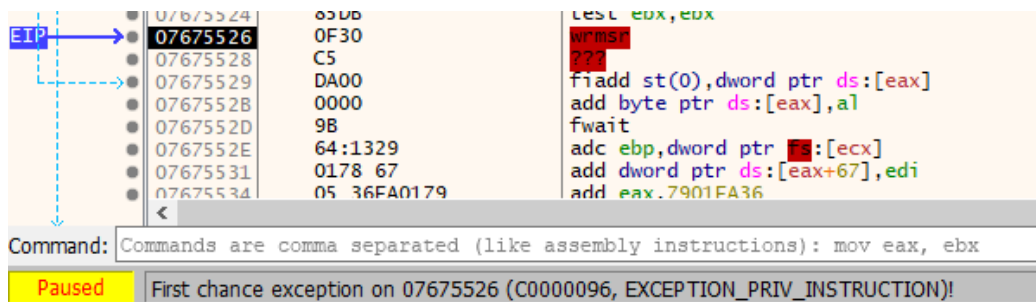 07675524 85DB test ebx,ebx
EIP 07675526 0F30 wrmsr
07675528 C5 ???
07675529 DA00 fiadd st(0),dword ptr ds:[eax]
0767552B 0000 add byte ptr ds:[eax],al
0767552D 9B fwait
0767552E 64:1329 adc ebp,dword ptr fs:[ecx]
07675531 0178 67 add dword ptr ds:[eax+67],edi
07675534 05 36FA0179 add eax,7901FA36
<
Command: Commands are comma separated (like assembly instructions): mov eax, ebx
Paused First chance exception on 07675526 (C0000096, EXCEPTION_PRIV_INSTRUCTION)!